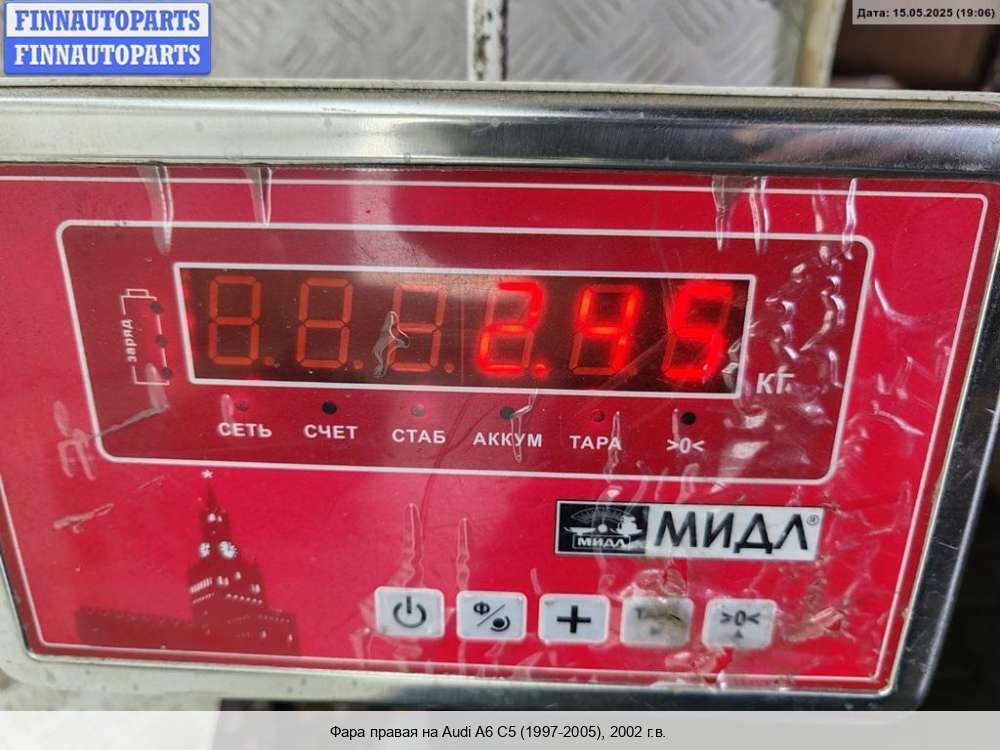 FINNAUTOPARTS
FINNAUTOPARTS
Дата: 15.05.2025 (19:06)
заряд
2.45
кг
СЕТЬ СЧЕТ СТАБ АККУМ ТАРА >0<
МИДЛ
МИДЛ®
Ф %
+
>0<
Фара правая на Audi A6 C5 (1997-2005), 2002 г.в.